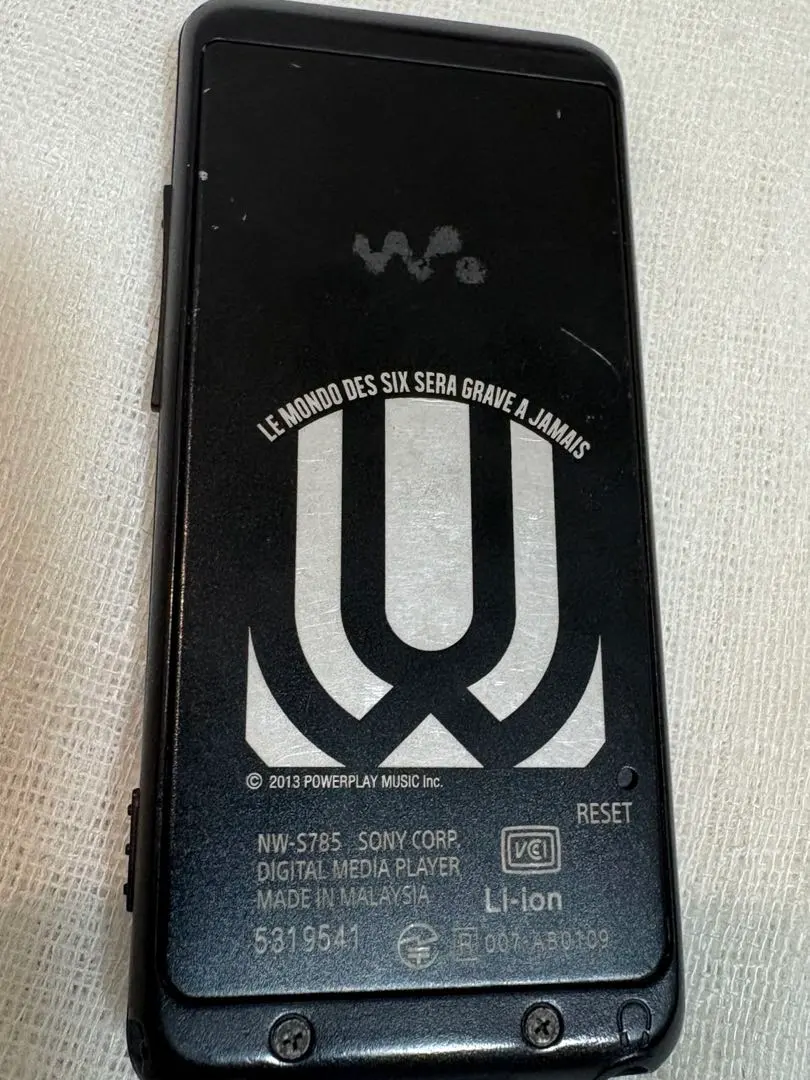 LE MONDO DES SIX SERA GRAVE A JAMAIS
© 2013 POWERPLAY MUSIC Inc.
RESET
NW-S785 SONY CORP.
VCCI
DIGITAL MEDIA PLAYER
MADE IN MALAYSIA
Li-ion
5319541
R 007-AB0109